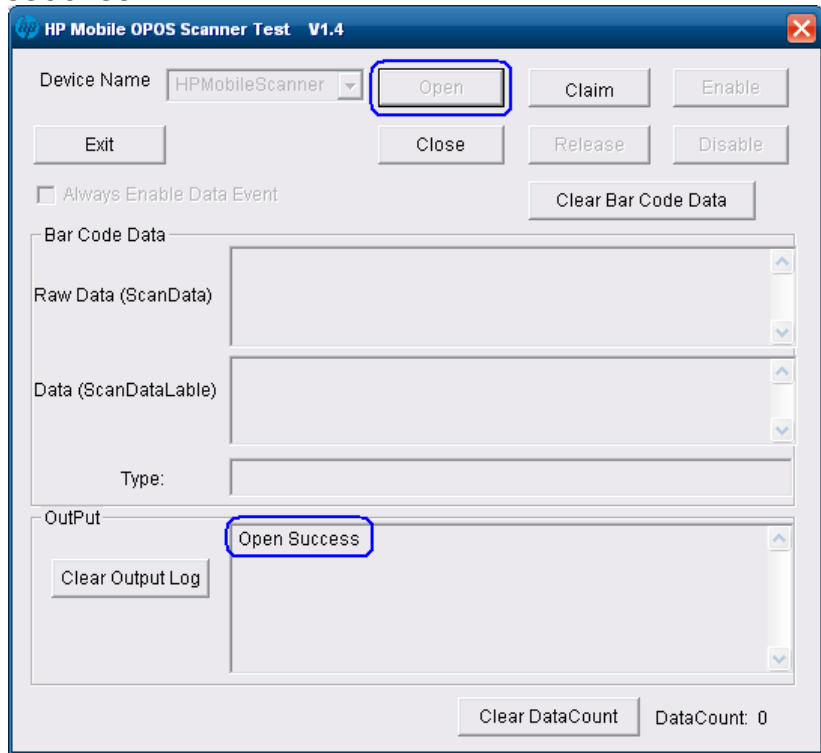 HP Mobile OPOS Scanner Test V1.4
Device Name HPMobileScanner Open Claim Enable
Exit Close Release Disable
Always Enable Data Event Clear Bar Code Data
Bar Code Data
Raw Data (ScanData)
Data (ScanDataLable)
Type:
OutPut
Open Success
Clear Output Log
Clear DataCount DataCount: 0